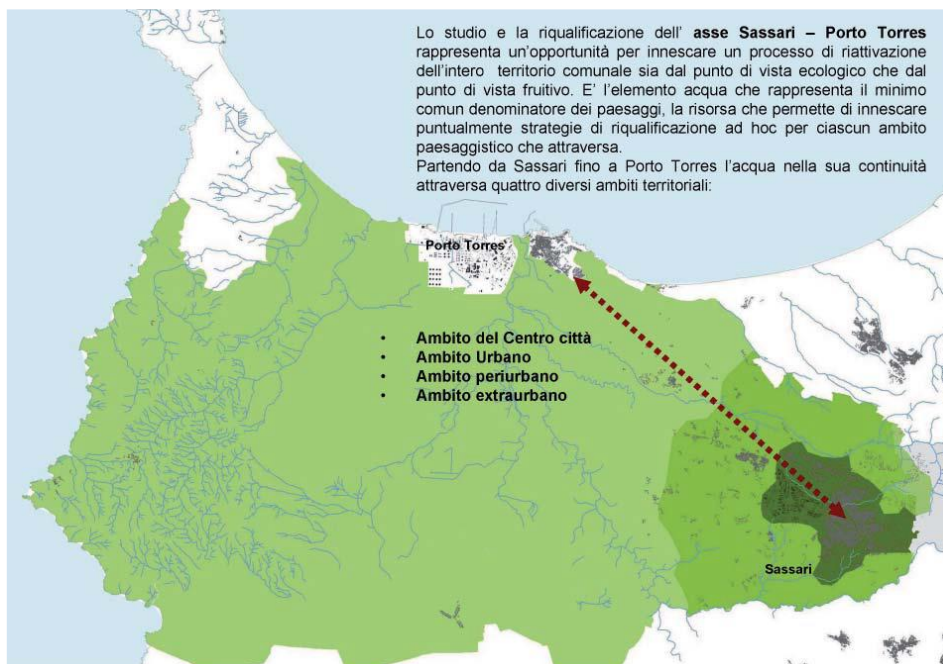 Lo studio e la riqualificazione dell' asse Sassari – Porto Torres
rappresenta un'opportunità per innescare un processo di riattivazione
dell'intero territorio comunale sia dal punto di vista ecologico che dal
punto di vista fruitivo. E' l'elemento acqua che rappresenta il minimo
comun denominatore dei paesaggi, la risorsa che permette di innescare
puntualmente strategie di riqualificazione ad hoc per ciascun ambito
paesaggistico che attraversa.
Partendo da Sassari fino a Porto Torres l'acqua nella sua continuità
attraversa quattro diversi ambiti territoriali:
Porto Torres
• Ambito del Centro città
• Ambito Urbano
• Ambito periurbano
• Ambito extraurbano
Sassari